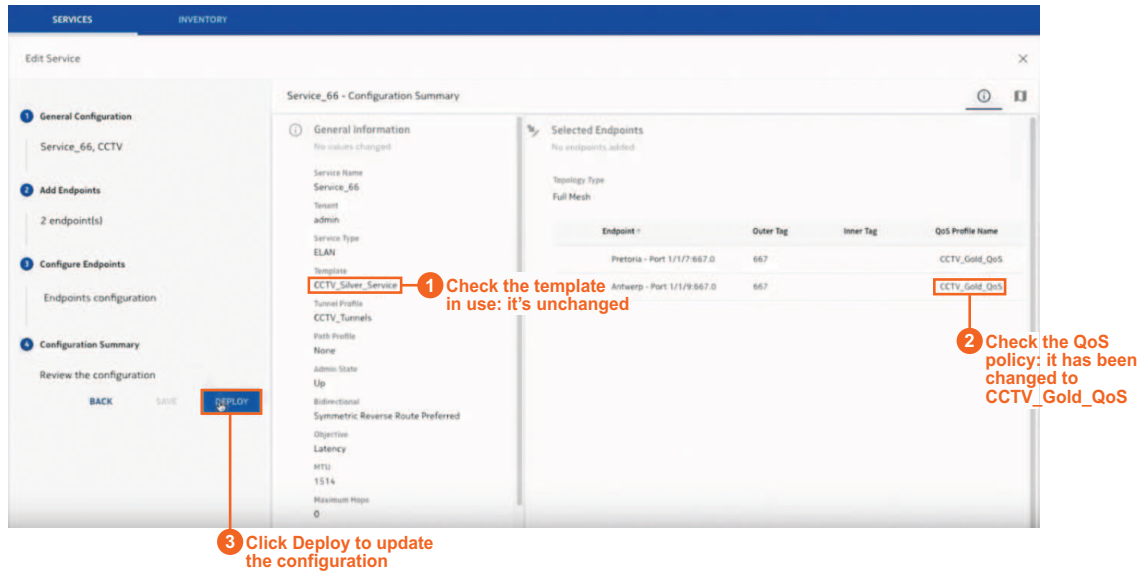 SERVICES INVENTORY
Edit Service
1 General Configuration
Service_66, CCTV
2 Add Endpoints
2 endpoint(s)
3 Configure Endpoints
Endpoints configuration
4 Configuration Summary
Review the configuration
BACK SAVE DEPLOY
Service_66 - Configuration Summary
General Information
No values changed
Service Name
Service_66
Tenant
admin
Service Type
ELAN
Template
CCTV_Silver_Service
Tunnel Profile
CCTV_Tunnels
Path Profile
None
Admin State
Up
Bidirectional
Symmetric Reverse Route Preferred
Objective
Latency
MTU
1514
Maximum Hops
0
Selected Endpoints
No endpoints added
Topology Type
Full Mesh
Endpoint Outer Tag Inner Tag QoS Profile Name
Pretoria - Port 1/1/7:667.0 667 CCTV_Gold_QoS
Antwerp - Port 1/1/9:667.0 667 CCTV_Gold_QoS
1 Check the template
in use: it’s unchanged
2 Check the QoS
policy: it has been
changed to
CCTV_Gold_QoS
3 Click Deploy to update
the configuration